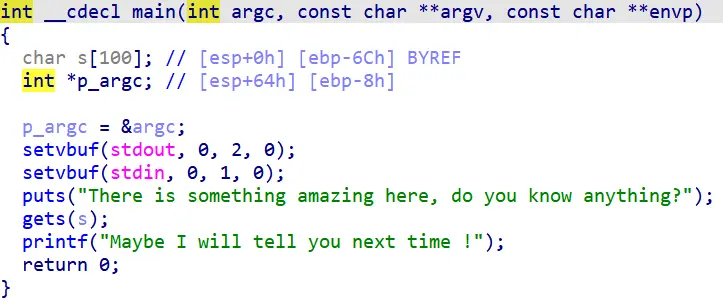 int __cdecl main(int argc, const char **argv, const char **envp)
{
char s[100]; // [esp+0h] [ebp-6Ch] BYREF
int *p_argc; // [esp+64h] [ebp-8h]
p_argc = &argc;
setvbuf(stdout, 0, 2, 0);
setvbuf(stdin, 0, 1, 0);
puts("There is something amazing here, do you know anything?");
gets(s);
printf("Maybe I will tell you next time !");
return 0;
}